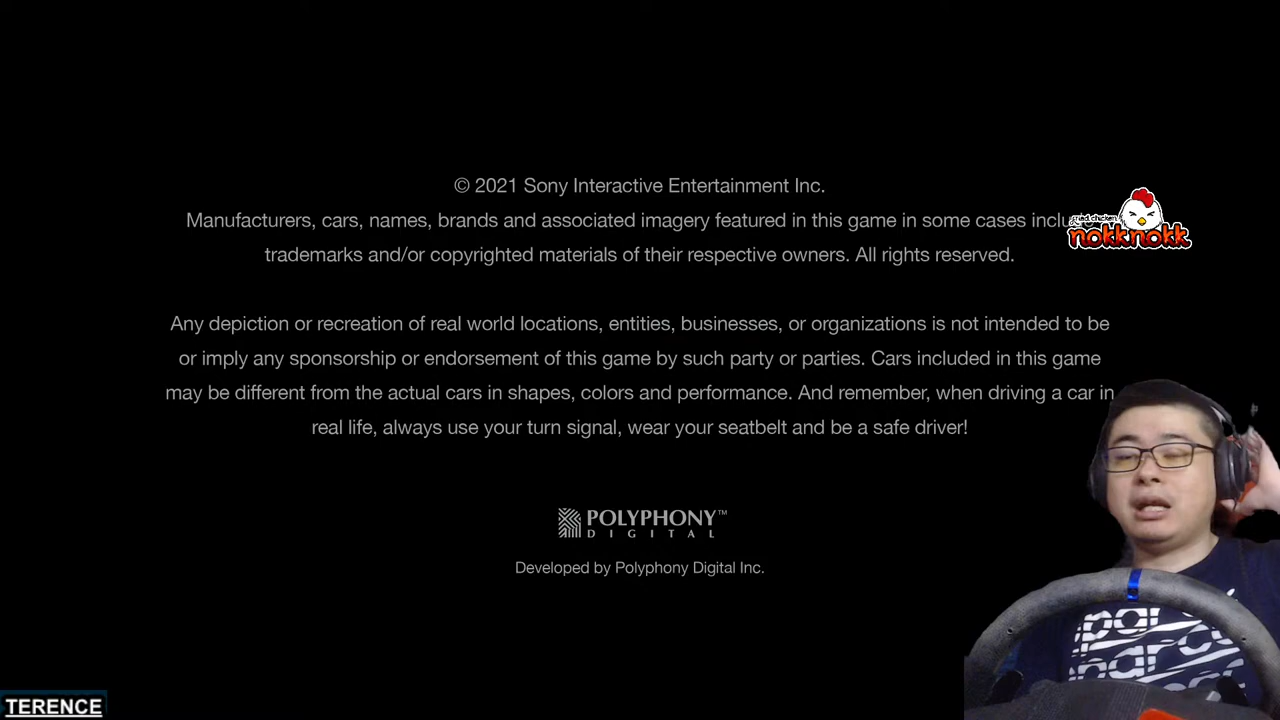 © 2021 Sony Interactive Entertainment Inc.
Manufacturers, cars, names, brands and associated imagery featured in this game in some cases
trademarks and/or copyrighted materials of their respective owners. All rights reserved.
nokknokk
Any depiction or recreation of real world locations, entities, businesses, or organizations is not intended to be
or imply any sponsorship or endorsement of this game by such party or parties. Cars included in this game
may be different from the actual cars in shapes, colors and performance. And remember, when driving a car in
real life, always use your turn signal, wear your seatbelt and be a safe driver!
POLYPHONY™
DIGITAL
Developed by Polyphony Digital Inc.
TERENCE